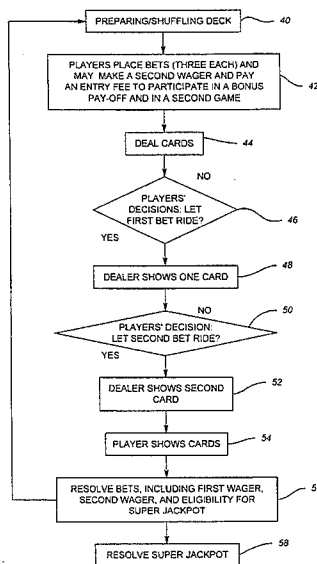 PREPARING/SHUFFLING DECK
40
PLAYERS PLACE BETS (THREE EACH) AND
MAY MAKE A SECOND WAGER AND PAY
AN ENTRY FEE TO PARTICIPATE IN A BONUS
PAY-OFF AND IN A SECOND GAME
42
DEAL CARDS
44
NO
PLAYERS'
DECISIONS: LET
FIRST BET RIDE?
46
YES
DEALER SHOWS ONE CARD
48
NO
50
PLAYERS' DECISION:
LET SECOND BET RIDE?
YES
DEALER SHOWS SECOND
CARD
52
PLAYER SHOWS CARDS
54
RESOLVE BETS, INCLUDING FIRST WAGER,
SECOND WAGER, AND ELIGIBILITY FOR
SUPER JACKPOT
RESOLVE SUPER JACKPOT
58